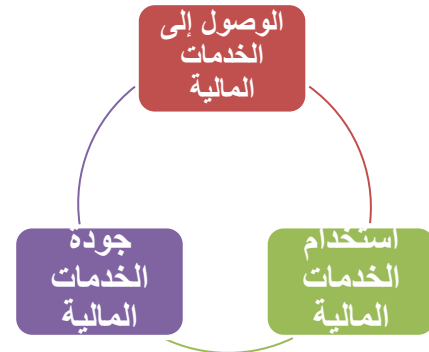 الوصول إلى
الخدمات
المالية
استخدام
الخدمات
المالية
جودة
الخدمات
المالية